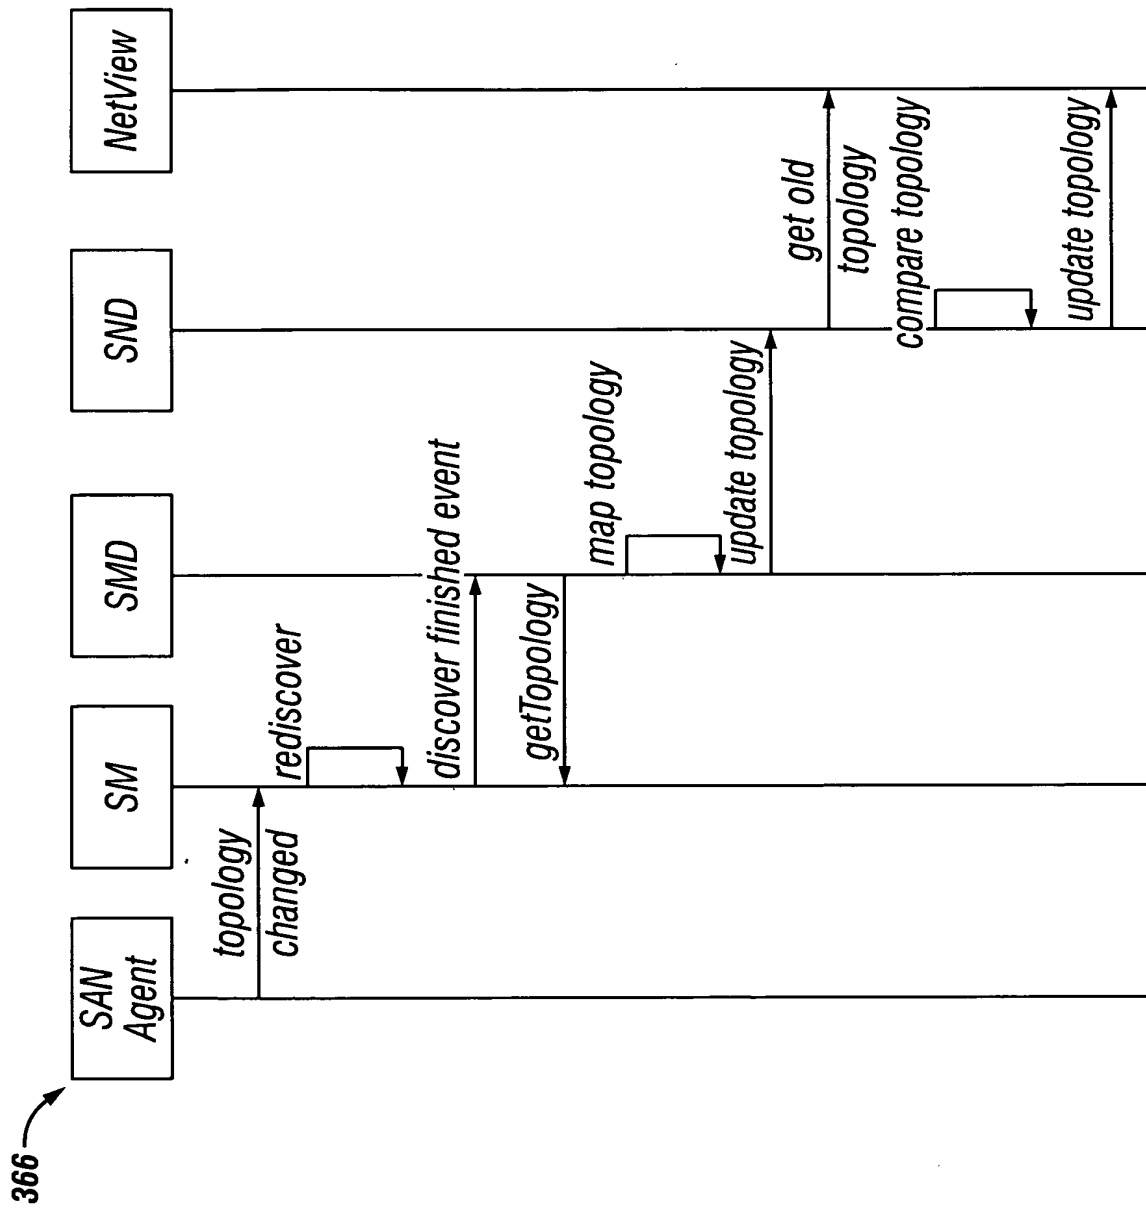 366
SAN
Agent
SM
SMD
SND
NetView
topology
changed
rediscover
discover finished event
getTopology
map topology
update topology
get old
topology
compare topology
update topology